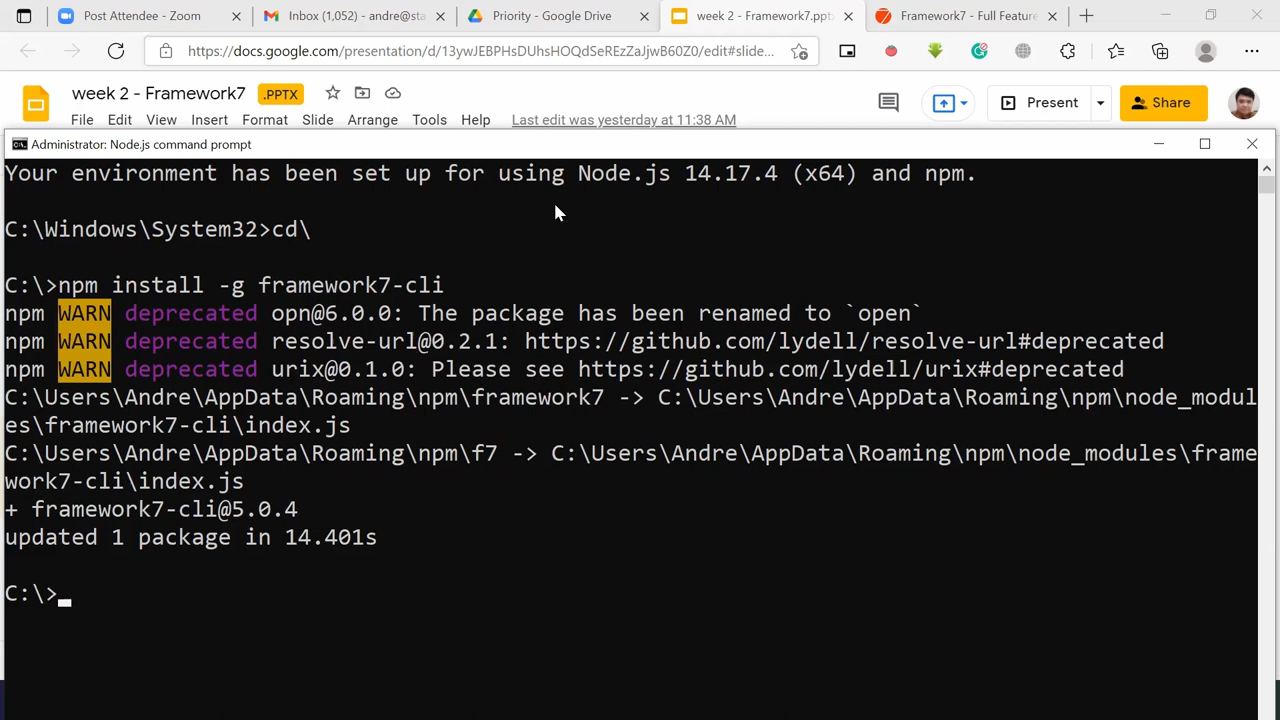 Post Attendee - Zoom
Inbox (1,052) - andre@sta
Priority - Google Drive
week 2 - Framework7.ppt
Framework7 - Full Feature
https://docs.google.com/presentation/d/13ywJEBPHsDUhsHOQdSeREzZaJjwB60Z0/edit#slide...
week 2 - Framework7
.PPTX
Present
Share
File Edit View Insert Format Slide Arrange Tools Help Last edit was yesterday at 11:38 AM
Administrator: Node.js command prompt
Your environment has been set up for using Node.js 14.17.4 (x64) and npm.
C:\Windows\System32>cd\
C:\>npm install -g framework7-cli
npm WARN deprecated opn@6.0.0: The package has been renamed to `open`
npm WARN deprecated resolve-url@0.2.1: https://github.com/lydell/resolve-url#deprecated
npm WARN deprecated urix@0.1.0: Please see https://github.com/lydell/urix#deprecated
C:\Users\Andre\AppData\Roaming\npm\framework7 -> C:\Users\Andre\AppData\Roaming\npm\node_modul
es\framework7-cli\index.js
C:\Users\Andre\AppData\Roaming\npm\f7 -> C:\Users\Andre\AppData\Roaming\npm\node_modules\frame
work7-cli\index.js
+ framework7-cli@5.0.4
updated 1 package in 14.401s
C:\>